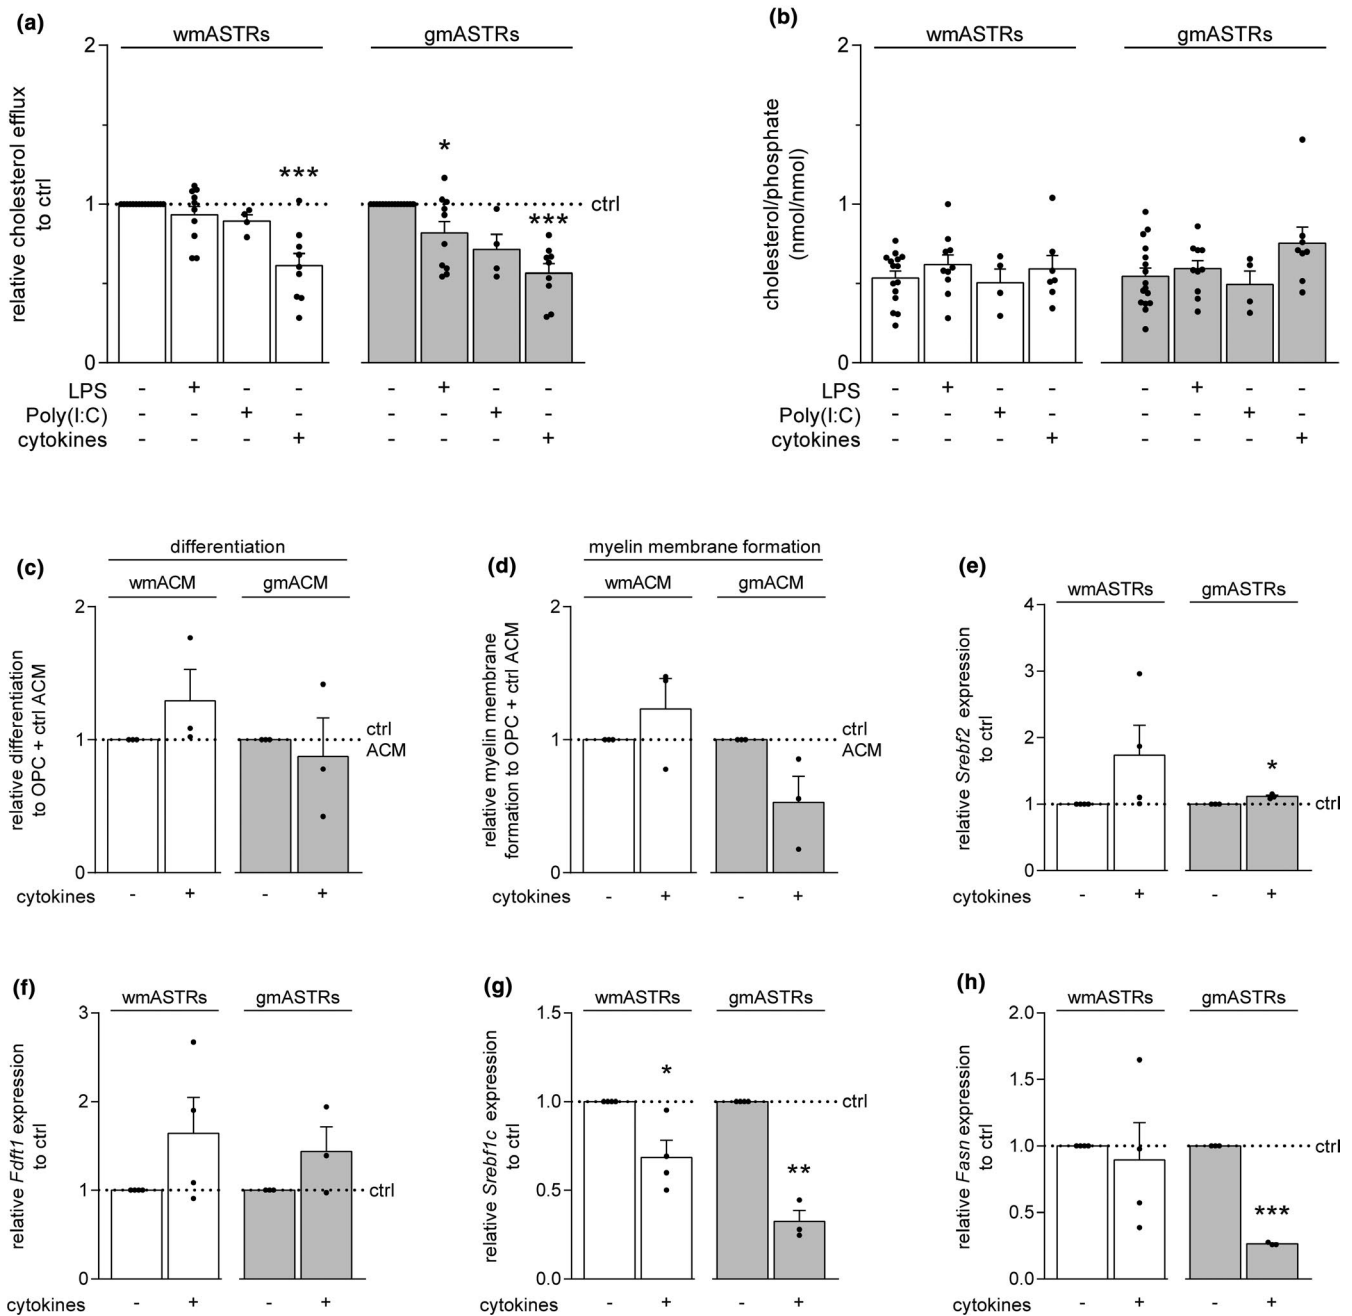 (a)
wmASTRs
gmASTRs
relative cholesterol efflux
to ctrl
2
1
0
***
*
***
ctrl
LPS - + - - - + - -
Poly(I:C) - - + - - - + -
cytokines - - - + - - - +
(b)
wmASTRs
gmASTRs
cholesterol/phosphate
(nmol/nmol)
2
1
0
LPS - + - - - + - -
Poly(I:C) - - + - - - + -
cytokines - - - + - - - +
(c)
differentiation
wmACM
gmACM
relative differentiation
to OPC + ctrl ACM
2
1
0
ctrl
ACM
cytokines - + - +
(d)
myelin membrane formation
wmACM
gmACM
relative myelin membrane
formation to OPC + ctrl ACM
2
1
0
ctrl
ACM
cytokines - + - +
(e)
wmASTRs
gmASTRs
relative Srebf2 expression
to ctrl
4
3
2
1
0
*
ctrl
cytokines - + - +
(f)
wmASTRs
gmASTRs
relative Fdft1 expression
to ctrl
3
2
1
0
ctrl
cytokines - + - +
(g)
wmASTRs
gmASTRs
relative Srebf1c expression
to ctrl
1.5
1.0
0.5
0.0
*
**
ctrl
cytokines - + - +
(h)
wmASTRs
gmASTRs
relative Fasn expression
to ctrl
2.0
1.5
1.0
0.5
0.0
***
ctrl
cytokines - + - +